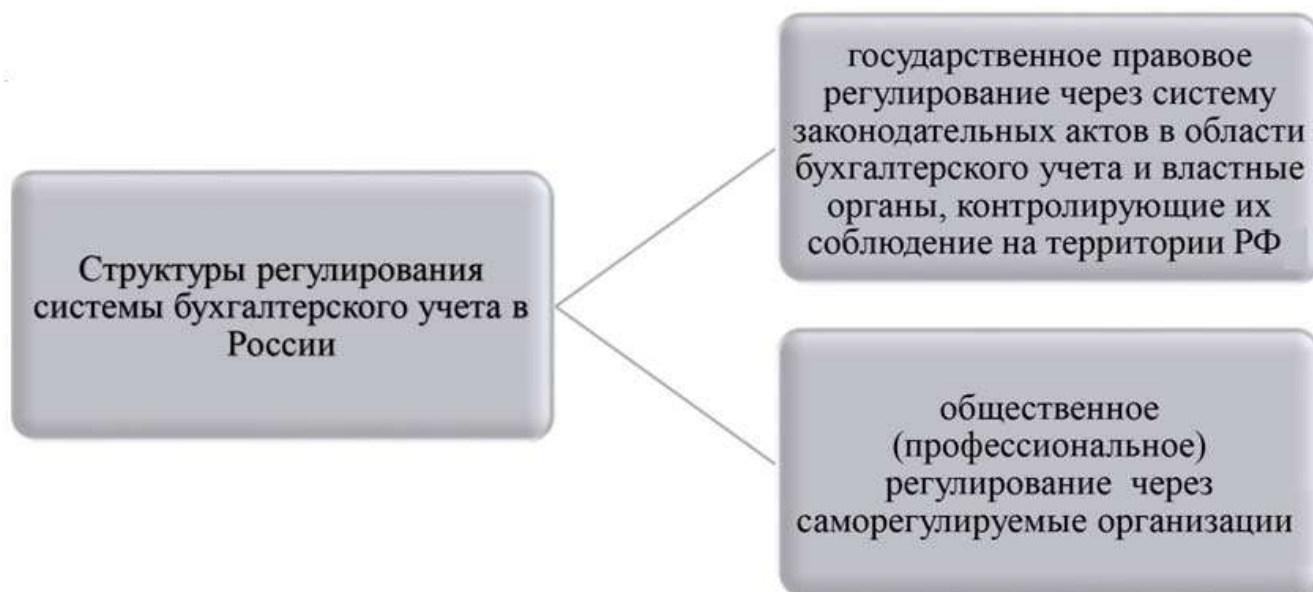 Структуры регулирования
системы бухгалтерского учета в
России
государственное правовое
регулирование через систему
законодательных актов в области
бухгалтерского учета и властные
органы, контролирующие их
соблюдение на территории РФ
общественное
(профессиональное)
регулирование через
саморегулируемые организации